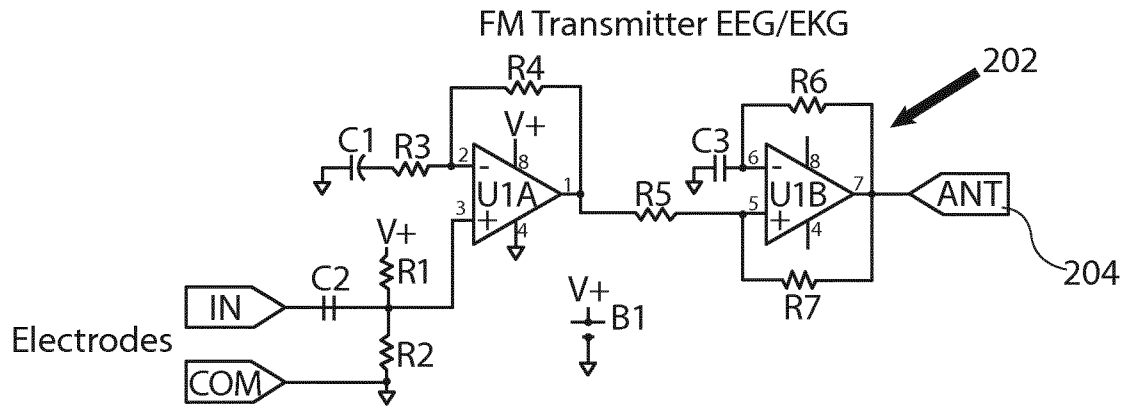 FM Transmitter EEG/EKG
202
R4
R6
V+
C1
R3
C3
2
-
8
6
-
8
U1A
1
R5
U1B
7
ANT
3
+
4
5
+
4
V+
R1
C2
R7
204
IN
V+
B1
Electrodes
R2
COM